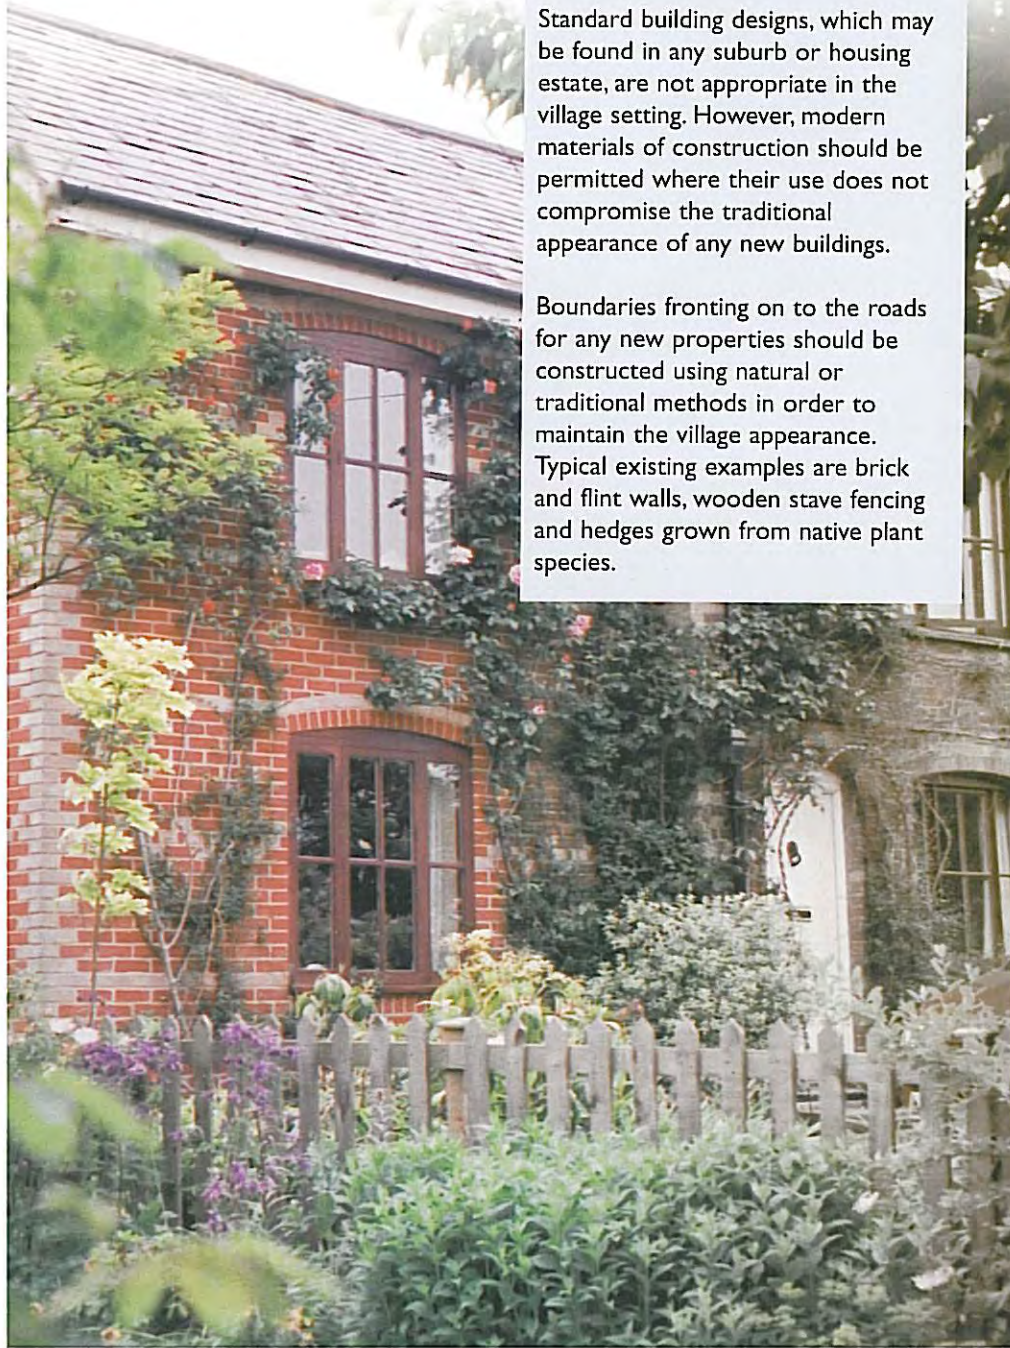 Standard building designs, which may
be found in any suburb or housing
estate, are not appropriate in the
village setting. However, modern
materials of construction should be
permitted where their use does not
compromise the traditional
appearance of any new buildings.

Boundaries fronting on to the roads
for any new properties should be
constructed using natural or
traditional methods in order to
maintain the village appearance.
Typical existing examples are brick
and flint walls, wooden stave fencing
and hedges grown from native plant
species.